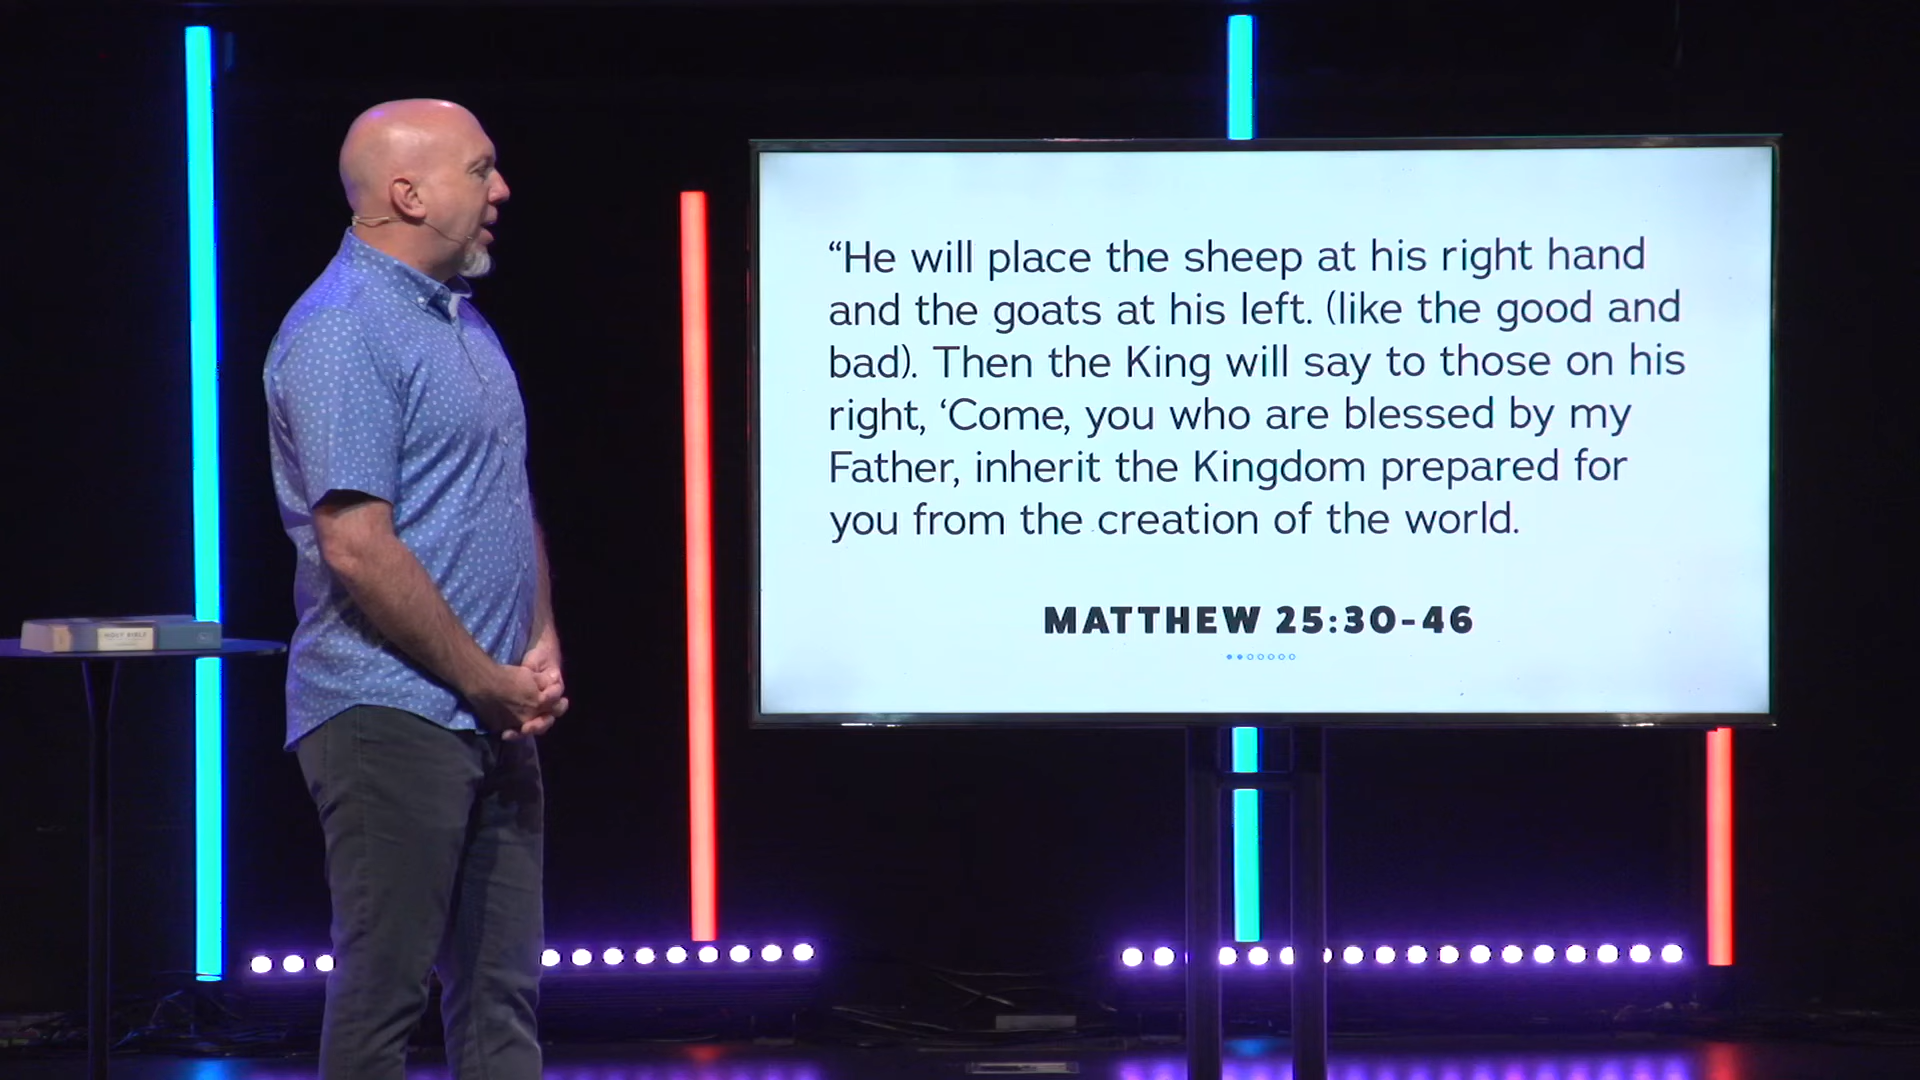 “He will place the sheep at his right hand
and the goats at his left. (like the good and
bad). Then the King will say to those on his
right, ‘Come, you who are blessed by my
Father, inherit the Kingdom prepared for
you from the creation of the world.
MATTHEW 25:30-46
HOLY BIBLE